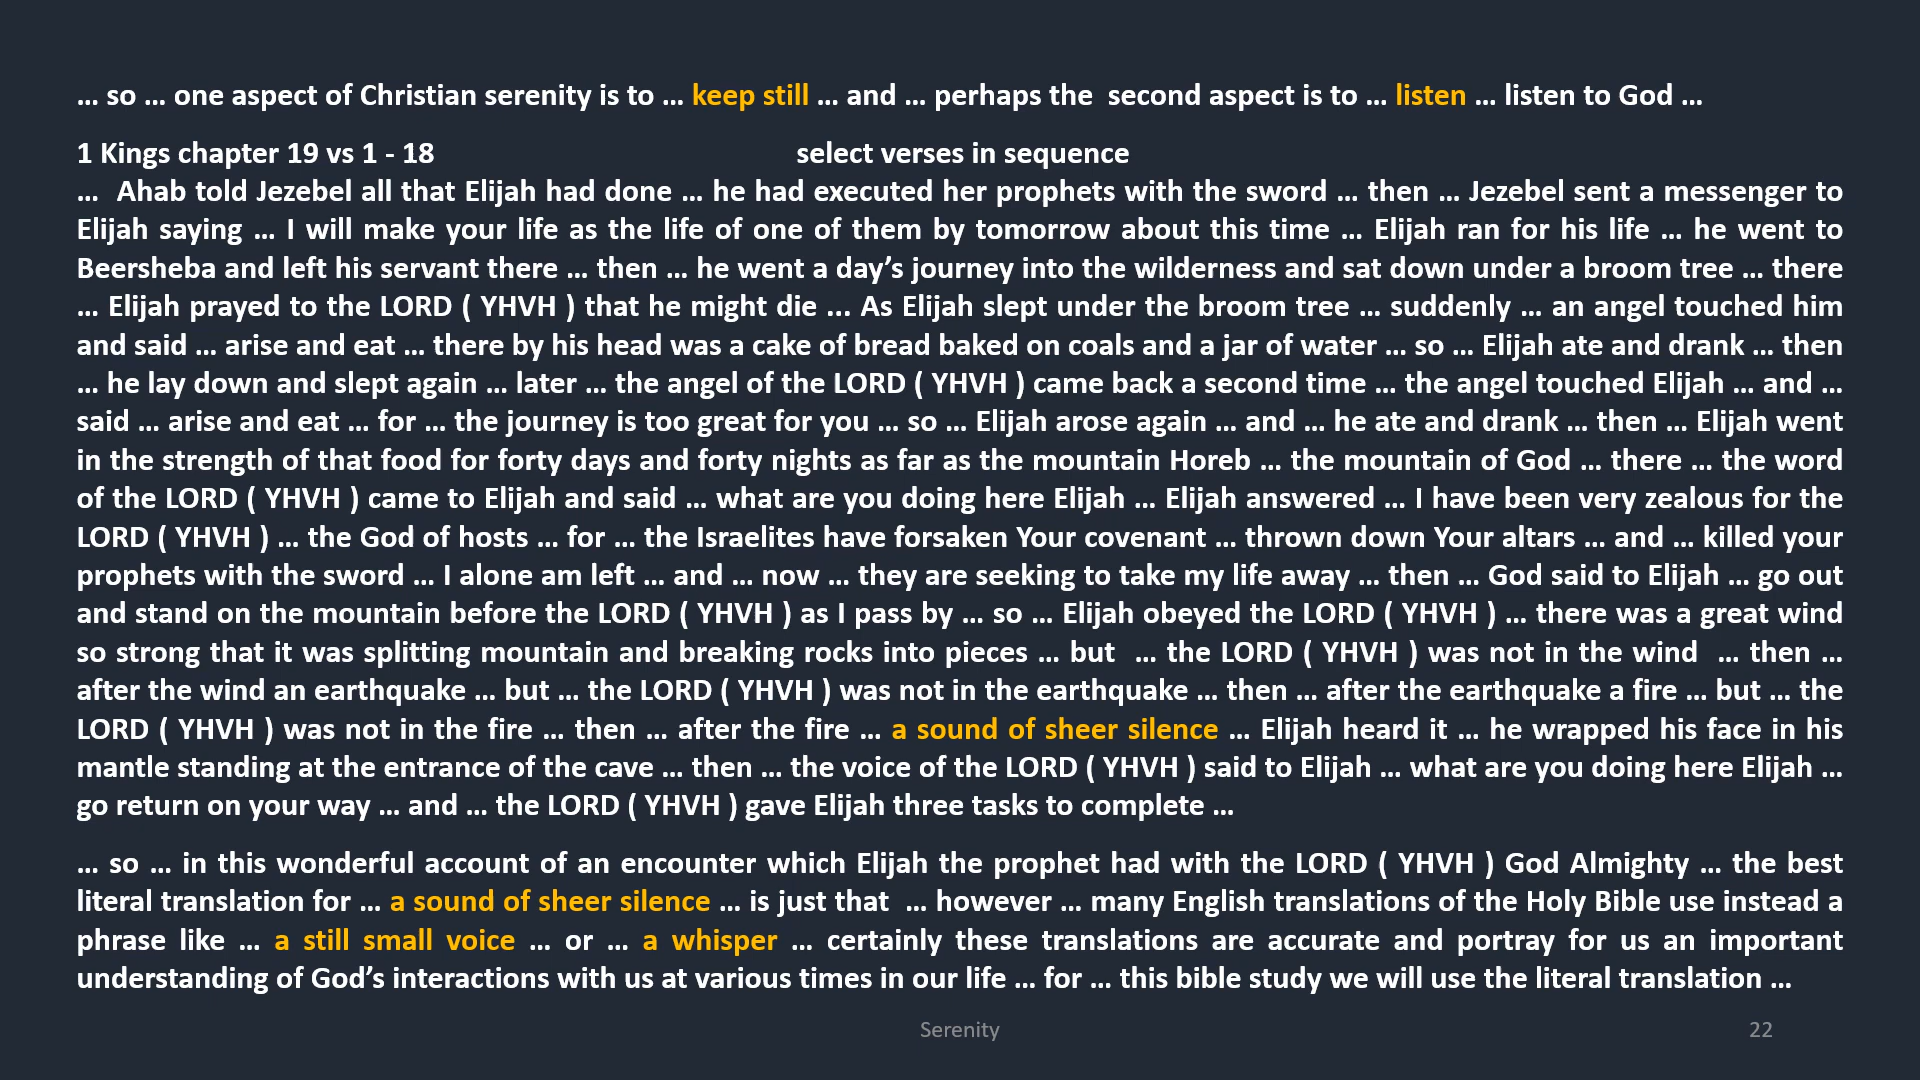 ... so ... one aspect of Christian serenity is to ... keep still ... and ... perhaps the  second aspect is to ... listen ... listen to God ...
1 Kings chapter 19 vs 1 - 18 select verses in sequence
...  Ahab told Jezebel all that Elijah had done ... he had executed her prophets with the sword ... then ... Jezebel sent a messenger to
Elijah saying ... I will make your life as the life of one of them by tomorrow about this time ... Elijah ran for his life ... he went to
Beersheba and left his servant there ... then ... he went a day's journey into the wilderness and sat down under a broom tree ... there
... Elijah prayed to the LORD ( YHVH ) that he might die ... As Elijah slept under the broom tree ... suddenly ... an angel touched him
and said ... arise and eat ... there by his head was a cake of bread baked on coals and a jar of water ... so ... Elijah ate and drank ... then
... he lay down and slept again ... later ... the angel of the LORD ( YHVH ) came back a second time ... the angel touched Elijah ... and ...
said ... arise and eat ... for ... the journey is too great for you ... so ... Elijah arose again ... and ... he ate and drank ... then ... Elijah went
in the strength of that food for forty days and forty nights as far as the mountain Horeb ... the mountain of God ... there ... the word
of the LORD ( YHVH ) came to Elijah and said ... what are you doing here Elijah ... Elijah answered ... I have been very zealous for the
LORD ( YHVH ) ... the God of hosts ... for ... the Israelites have forsaken Your covenant ... thrown down Your altars ... and ... killed your
prophets with the sword ... I alone am left ... and ... now ... they are seeking to take my life away ... then ... God said to Elijah ... go out
and stand on the mountain before the LORD ( YHVH ) as I pass by ... so ... Elijah obeyed the LORD ( YHVH ) ... there was a great wind
so strong that it was splitting mountain and breaking rocks into pieces ... but  ... the LORD ( YHVH ) was not in the wind  ... then ...
after the wind an earthquake ... but ... the LORD ( YHVH ) was not in the earthquake ... then ... after the earthquake a fire ... but ... the
LORD ( YHVH ) was not in the fire ... then ... after the fire ... a sound of sheer silence ... Elijah heard it ... he wrapped his face in his
mantle standing at the entrance of the cave ... then ... the voice of the LORD ( YHVH ) said to Elijah ... what are you doing here Elijah ...
go return on your way ... and ... the LORD ( YHVH ) gave Elijah three tasks to complete ...
... so ... in this wonderful account of an encounter which Elijah the prophet had with the LORD ( YHVH ) God Almighty ... the best
literal translation for ... a sound of sheer silence ... is just that  ... however ... many English translations of the Holy Bible use instead a
phrase like ... a still small voice ... or ... a whisper ... certainly these translations are accurate and portray for us an important
understanding of God's interactions with us at various times in our life ... for ... this bible study we will use the literal translation ...
Serenity 22